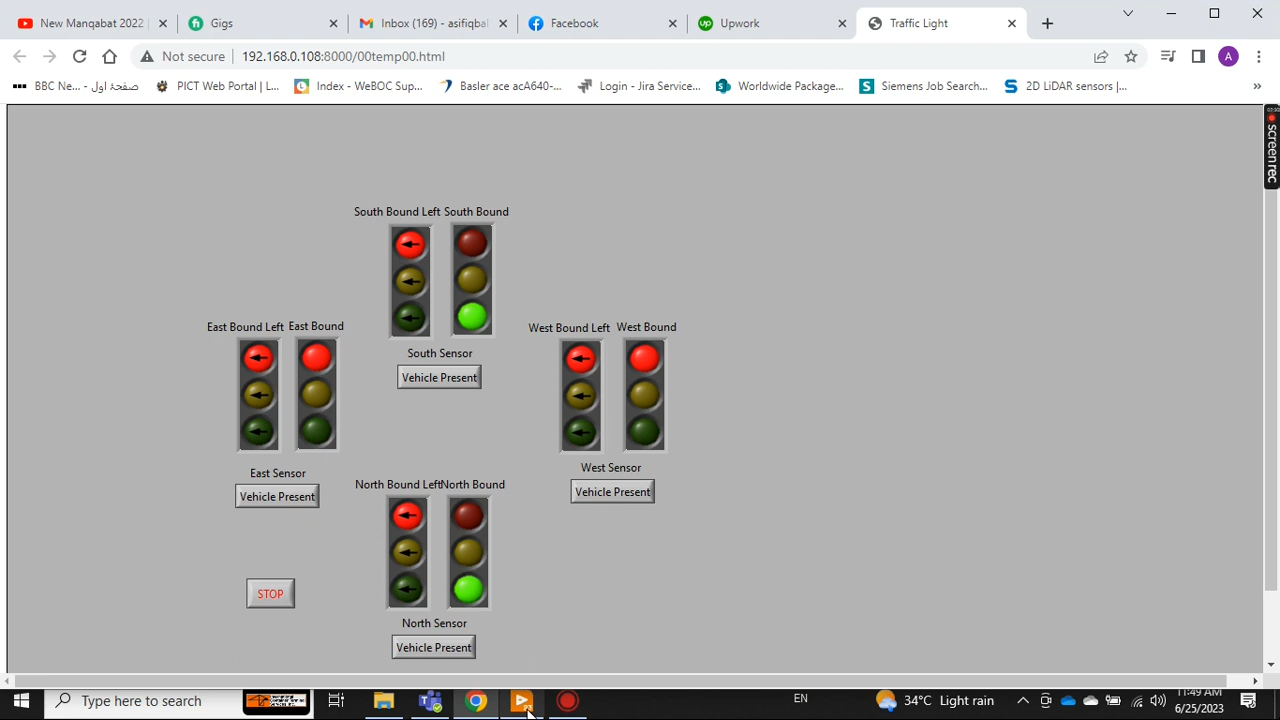 New Manqabat 2022
Gigs
Inbox (169) - asifiqbal
Facebook
Upwork
Traffic Light
Not secure
192.168.0.108:8000/00temp00.html
A
BBC Ne... - صفحۂ اول
PICT Web Portal | L...
Index - WeBOC Sup...
Basler ace acA640-...
Login - Jira Service...
Worldwide Package...
Siemens Job Search...
2D LiDAR sensors |...
screenrec
South Bound Left South Bound
East Bound Left East Bound
West Bound Left West Bound
South Sensor
Vehicle Present
East Sensor
Vehicle Present
West Sensor
Vehicle Present
North Bound Left North Bound
STOP
North Sensor
Vehicle Present
Type here to search
EN
34°C Light rain
11:49 AM
6/25/2023